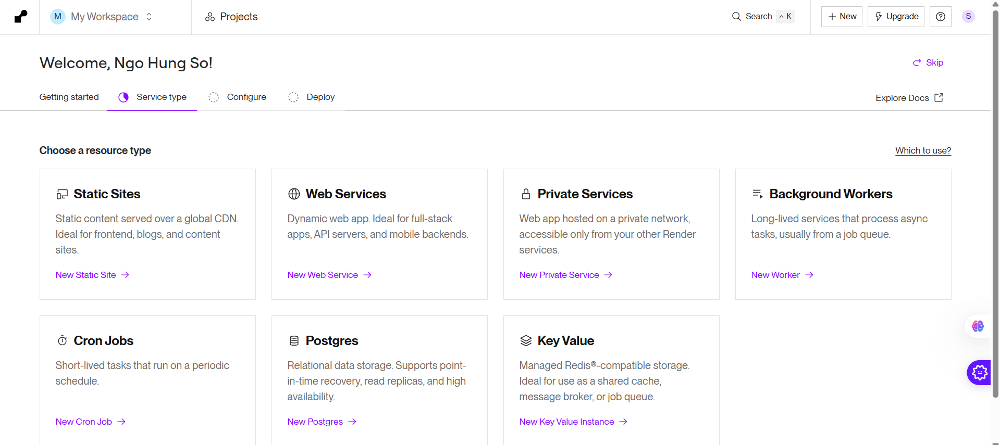 M My Workspace
Projects
Search ^ K
New
Upgrade
S
Welcome, Ngo Hung So!
Skip
Getting started
Service type
Configure
Deploy
Explore Docs
Choose a resource type
Which to use?
Static Sites
Static content served over a global CDN.
Ideal for frontend, blogs, and content
sites.
New Static Site
Web Services
Dynamic web app. Ideal for full-stack
apps, API servers, and mobile backends.
New Web Service
Private Services
Web app hosted on a private network,
accessible only from your other Render
services.
New Private Service
Background Workers
Long-lived services that process async
tasks, usually from a job queue.
New Worker
Cron Jobs
Short-lived tasks that run on a periodic
schedule.
New Cron Job
Postgres
Relational data storage. Supports point-
in-time recovery, read replicas, and high
availability.
New Postgres
Key Value
Managed Redis®-compatible storage.
Ideal for use as a shared cache,
message broker, or job queue.
New Key Value Instance